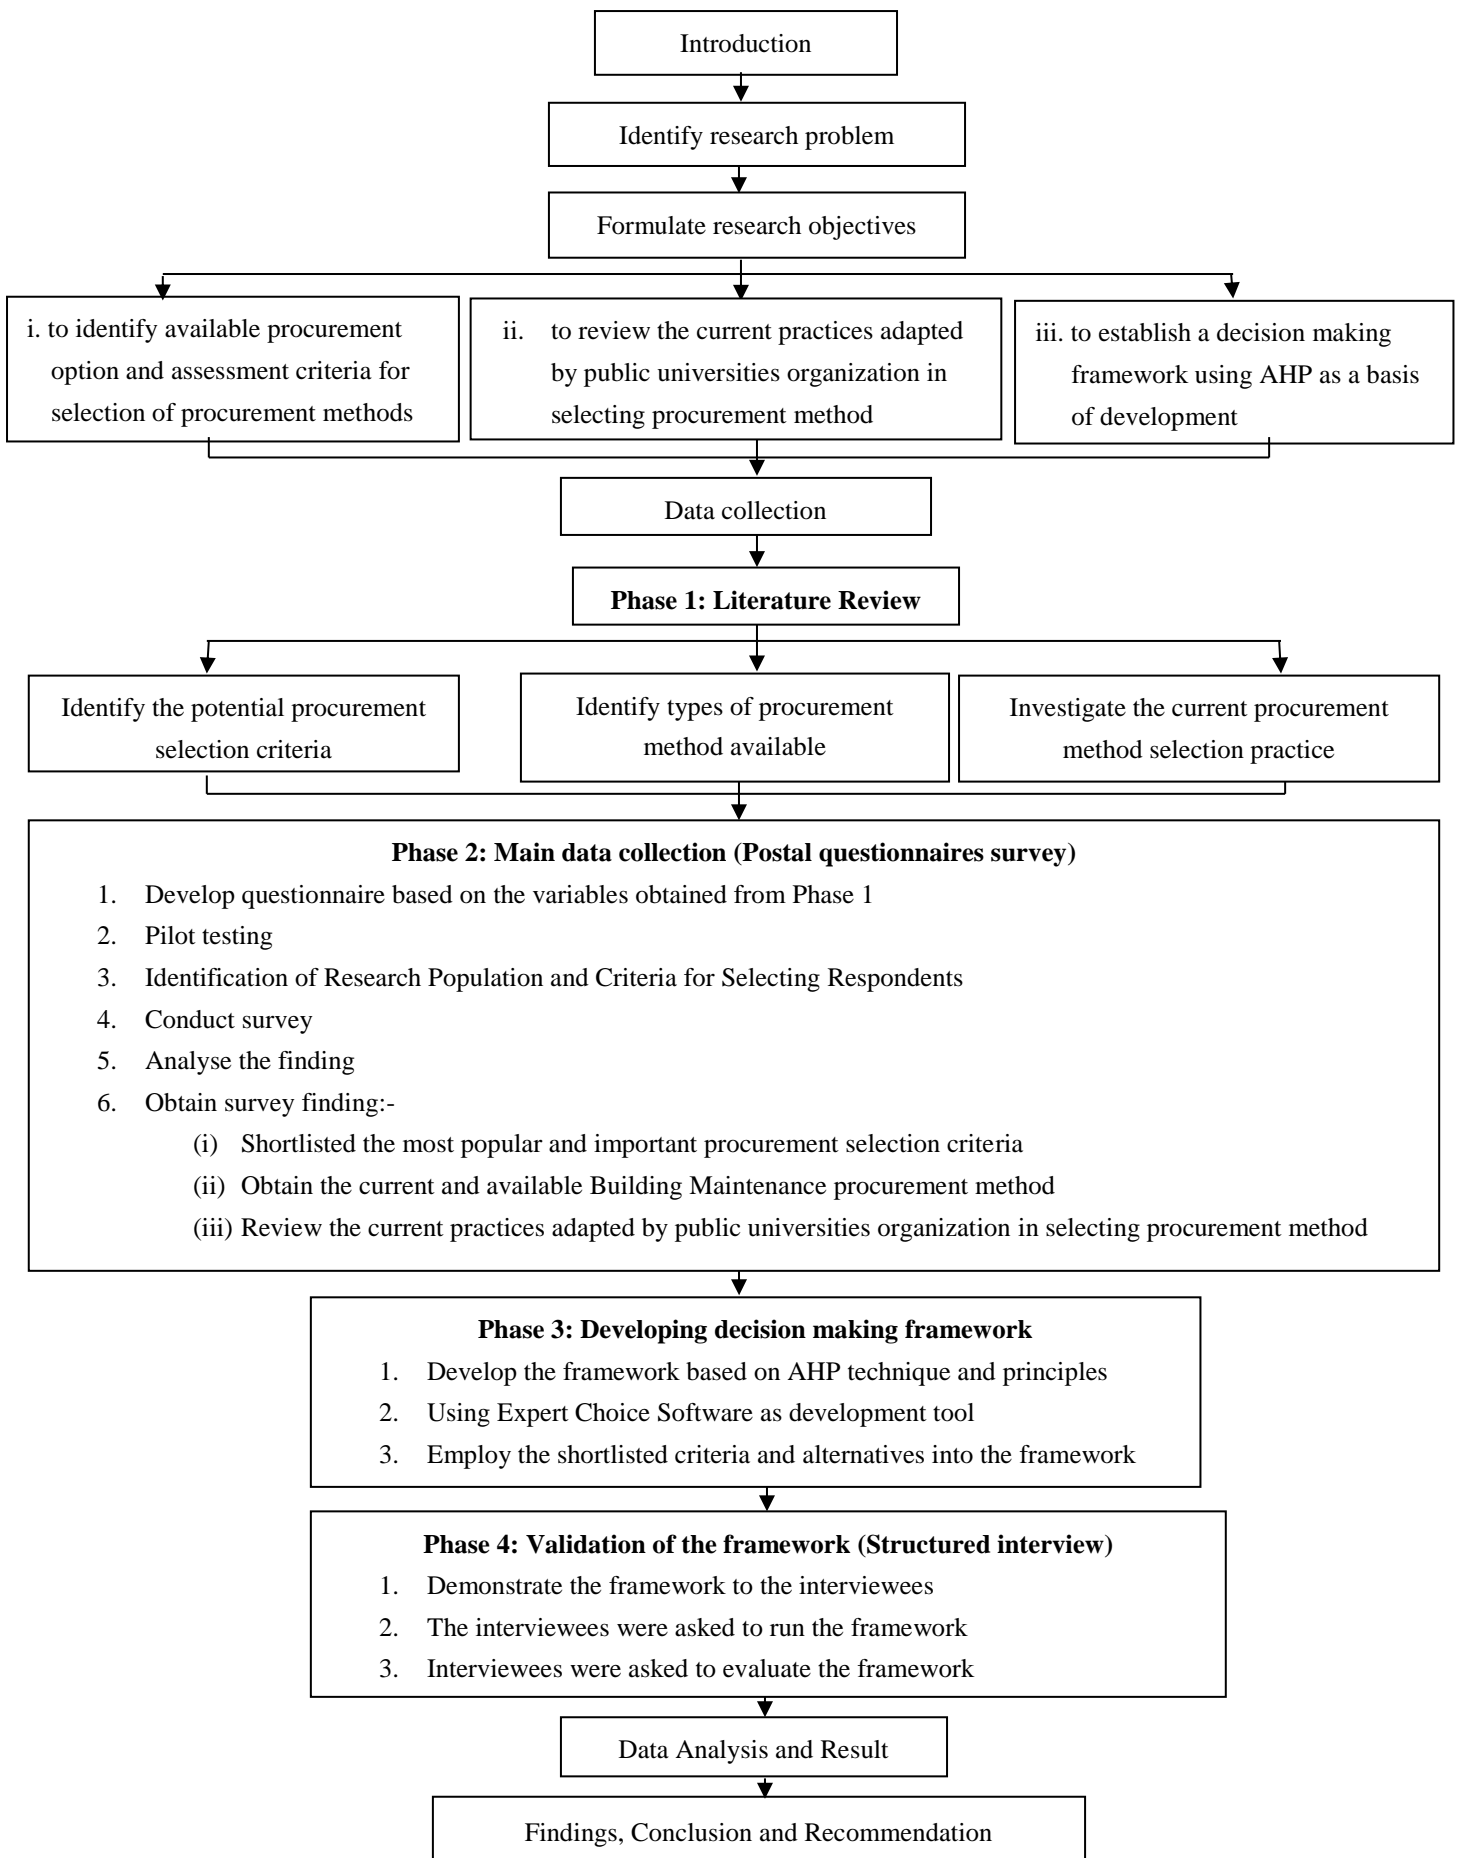 Introduction
Identify research problem
Formulate research objectives
i. to identify available procurement
option and assessment criteria for
selection of procurement methods
ii. to review the current practices adapted
by public universities organization in
selecting procurement method
iii. to establish a decision making
framework using AHP as a basis
of development
Data collection
Phase 1: Literature Review
Identify the potential procurement
selection criteria
Identify types of procurement
method available
Investigate the current procurement
method selection practice
Phase 2: Main data collection (Postal questionnaires survey)
1. Develop questionnaire based on the variables obtained from Phase 1
2. Pilot testing
3. Identification of Research Population and Criteria for Selecting Respondents
4. Conduct survey
5. Analyse the finding
6. Obtain survey finding:-
(i) Shortlisted the most popular and important procurement selection criteria
(ii) Obtain the current and available Building Maintenance procurement method
(iii) Review the current practices adapted by public universities organization in selecting procurement method
Phase 3: Developing decision making framework
1. Develop the framework based on AHP technique and principles
2. Using Expert Choice Software as development tool
3. Employ the shortlisted criteria and alternatives into the framework
Phase 4: Validation of the framework (Structured interview)
1. Demonstrate the framework to the interviewees
2. The interviewees were asked to run the framework
3. Interviewees were asked to evaluate the framework
Data Analysis and Result
Findings, Conclusion and Recommendation